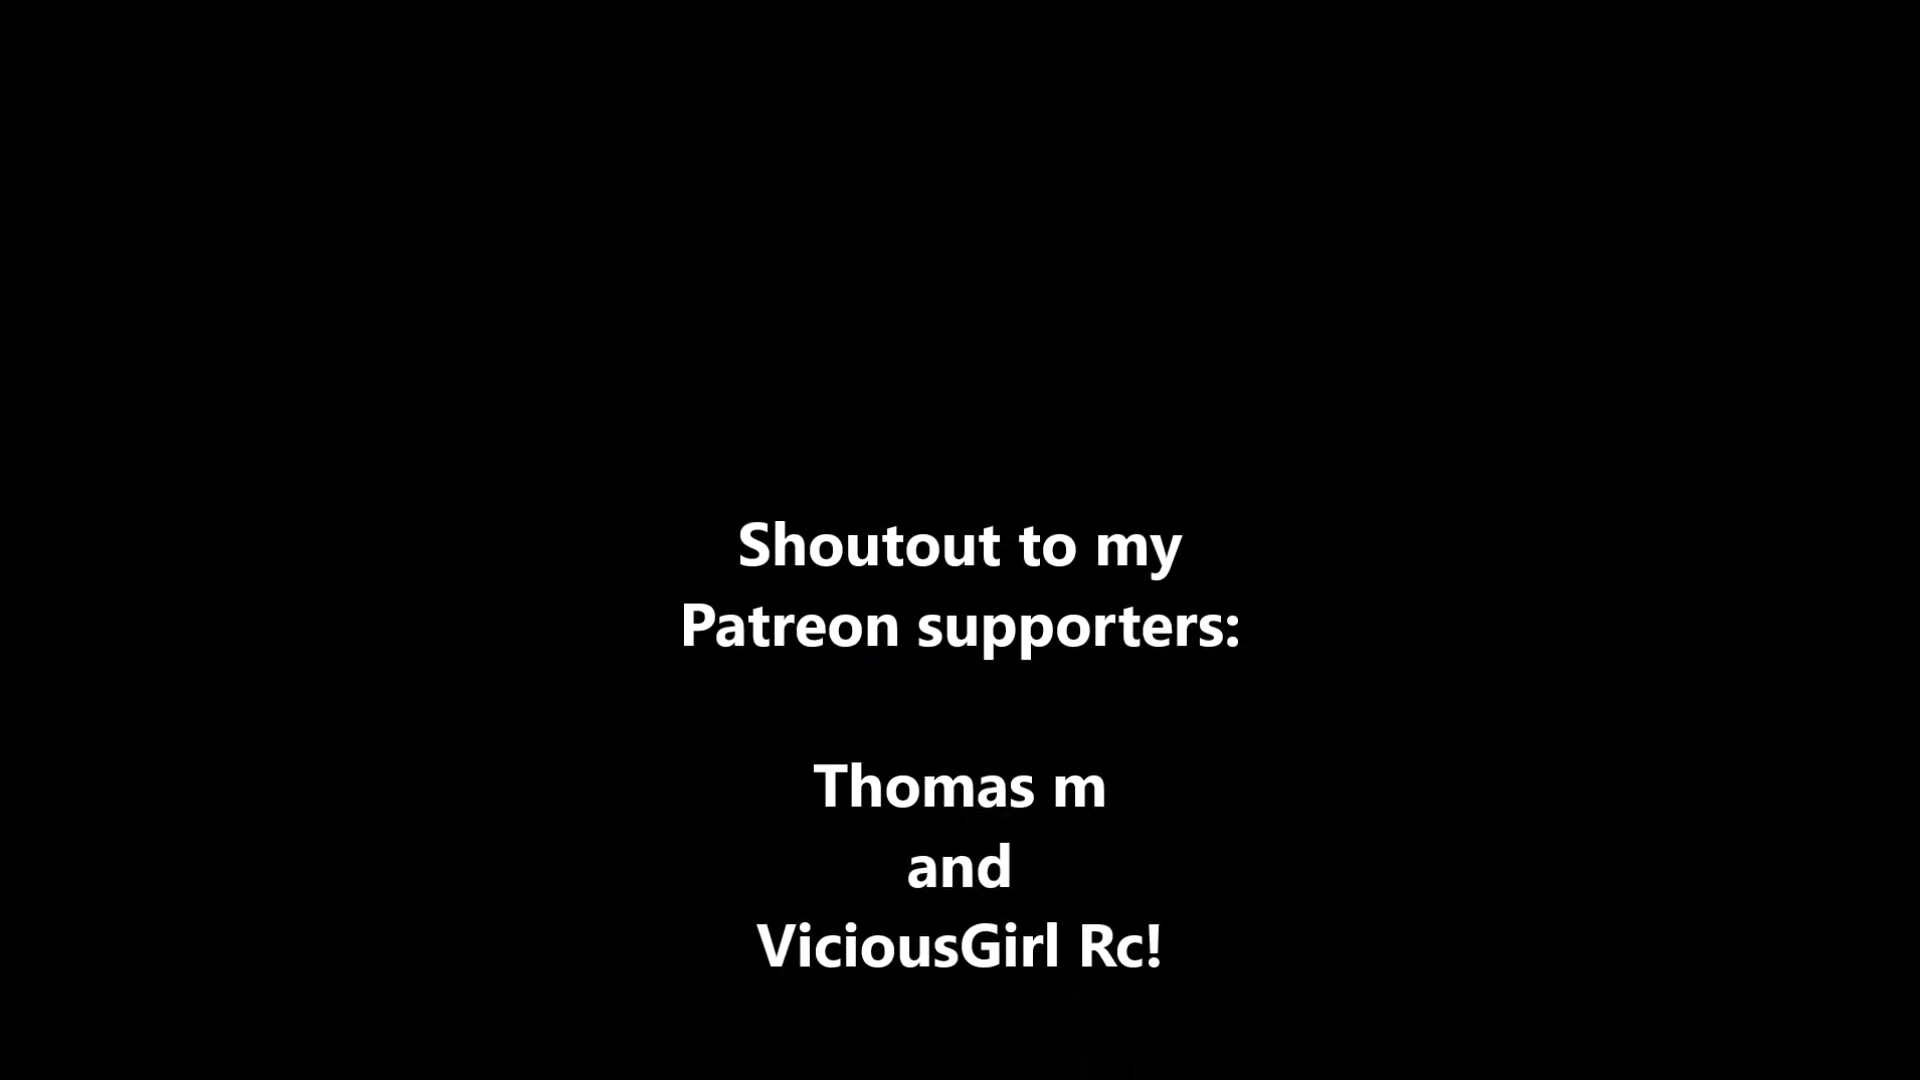 Shoutout to my
Patreon supporters:
Thomas m
and
ViciousGirl Rc!